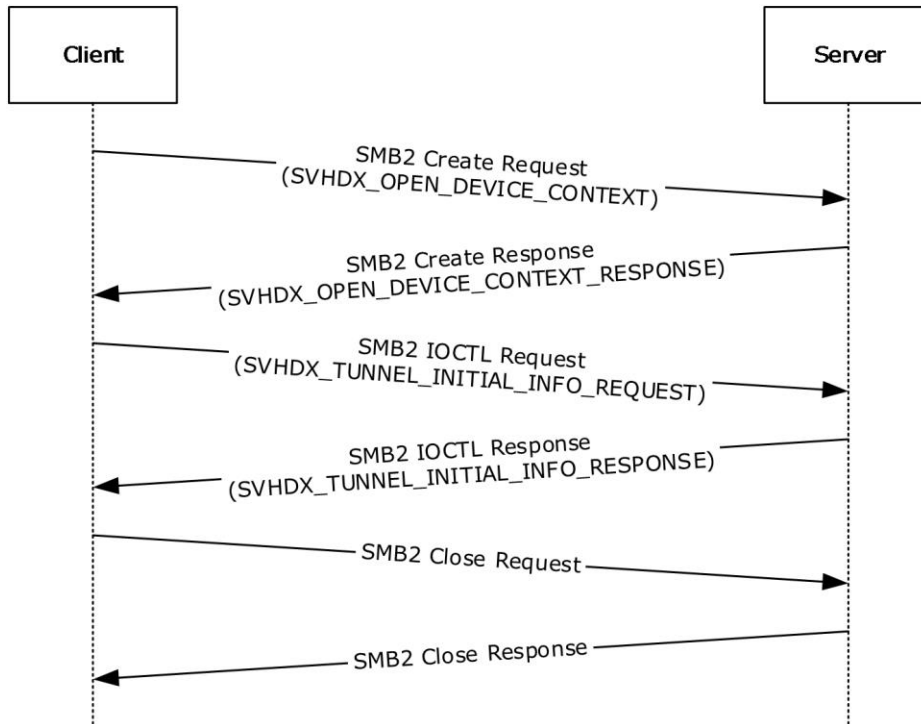 Client
Server
SMB2 Create Request
(SVHDX_OPEN_DEVICE_CONTEXT)
SMB2 Create Response
(SVHDX_OPEN_DEVICE_CONTEXT_RESPONSE)
SMB2 IOCTL Request
(SVHDX_TUNNEL_INITIAL_INFO_REQUEST)
SMB2 IOCTL Response
(SVHDX_TUNNEL_INITIAL_INFO_RESPONSE)
SMB2 Close Request
SMB2 Close Response